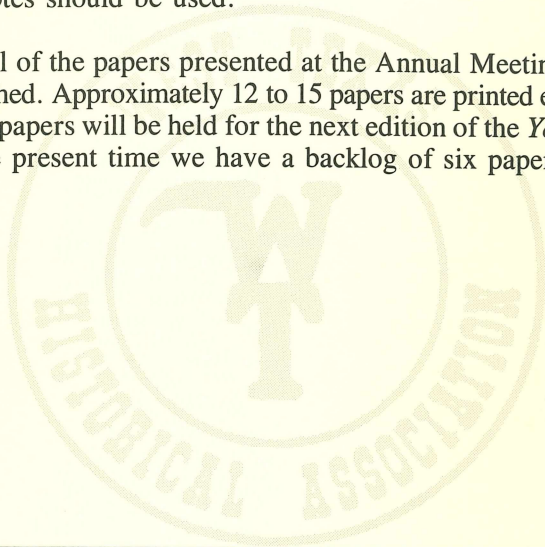 should be used?
l of the papers presented at the Annual Meetin
ned. Approximately 12 to 15 papers are printed e
papers will be held for the next edition of the Ye
present time we have a backlog of six paper
WT
HISTORICAL ASSOCIATION